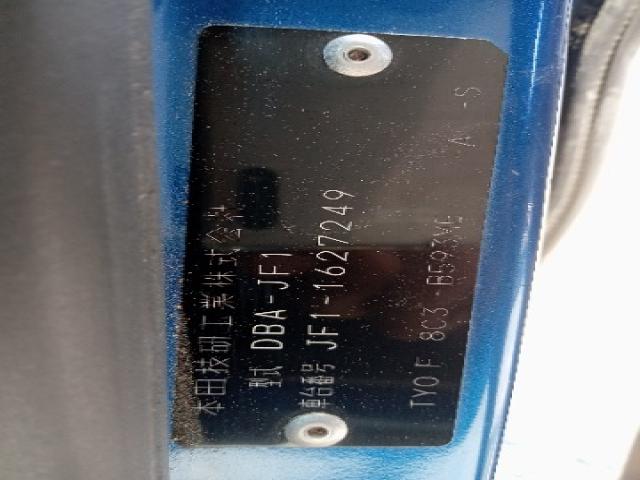 本田技研工業株式会社
型式 DBA-JF1
車台番号 JF1-1627249
TY0F 8C3 -B593M A -S